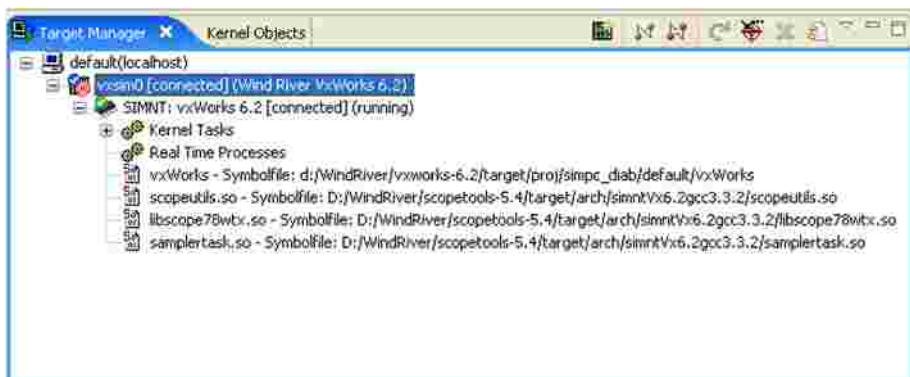 Target Manager Kernel Objects
default(localhost)
vxsim0 [connected] (Wind River VxWorks 6.2)
SIMNT: vxWorks 6.2 [connected] (running)
Kernel Tasks
Real Time Processes
vxWorks - Symbolfile: d:/WindRiver/vxworks-6.2/target/proj/simpc_diab/default/vxWorks
scopeutils.so - Symbolfile: D:/WindRiver/scopetools-5.4/target/arch/simntVx6.2gcc3.3.2/scopeutils.so
libscope78wtx.so - Symbolfile: D:/WindRiver/scopetools-5.4/target/arch/simntVx6.2gcc3.3.2/libscope78wtx.so
samplertask.so - Symbolfile: D:/WindRiver/scopetools-5.4/target/arch/simntVx6.2gcc3.3.2/samplertask.so